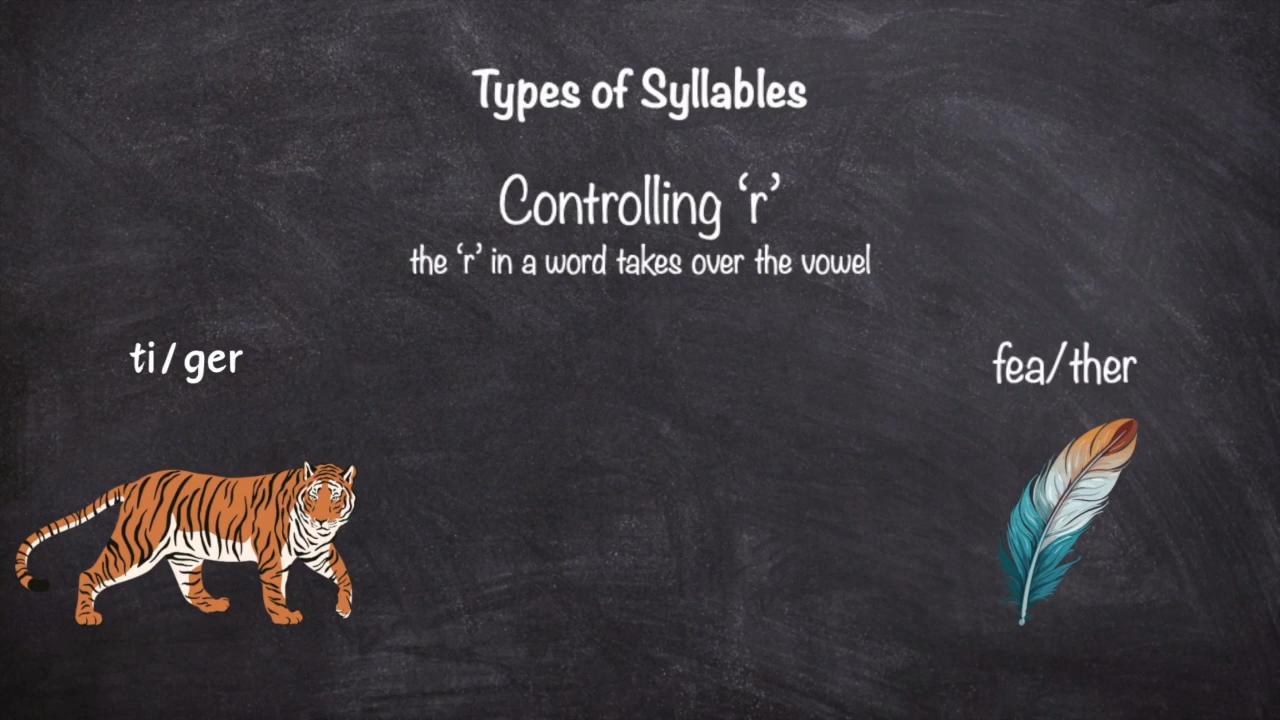 Types of Syllables
Controlling ‘r’
the ‘r’ in a word takes over the vowel
ti/ger
fea/ther